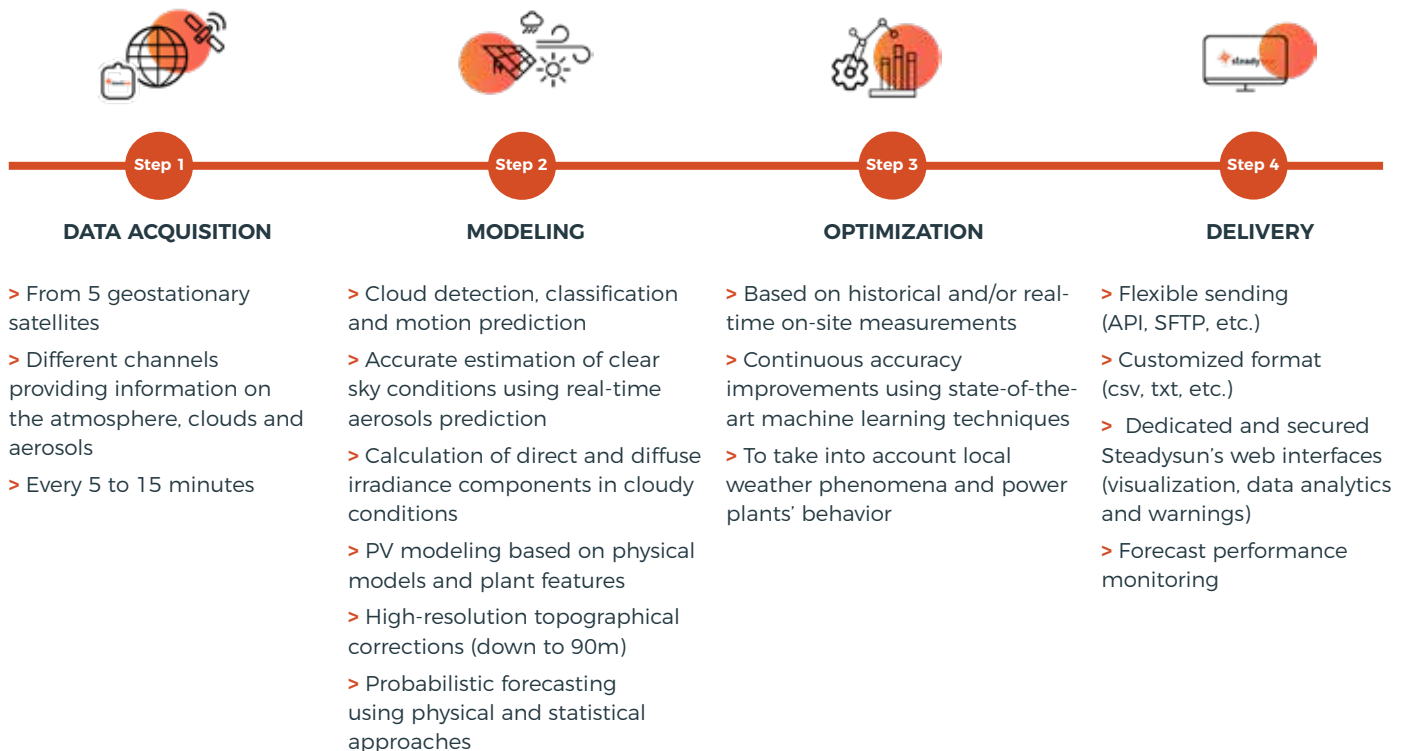 Step 1
DATA ACQUISITION
> From 5 geostationary
satellites
> Different channels
providing information on
the atmosphere, clouds and
aerosols
> Every 5 to 15 minutes
Step 2
MODELING
> Cloud detection, classification
and motion prediction
> Accurate estimation of clear
sky conditions using real-time
aerosols prediction
> Calculation of direct and diffuse
irradiance components in cloudy
conditions
> PV modeling based on physical
models and plant features
> High-resolution topographical
corrections (down to 90m)
> Probabilistic forecasting
using physical and statistical
approaches
Step 3
OPTIMIZATION
> Based on historical and/or real-
time on-site measurements
> Continuous accuracy
improvements using state-of-the-
art machine learning techniques
> To take into account local
weather phenomena and power
plants' behavior
steady
Step 4
DELIVERY
> Flexible sending
(API, SFTP, etc.)
> Customized format
(csv, txt, etc.)
> Dedicated and secured
Steadysun's web interfaces
(visualization, data analytics
and warnings)
> Forecast performance
monitoring